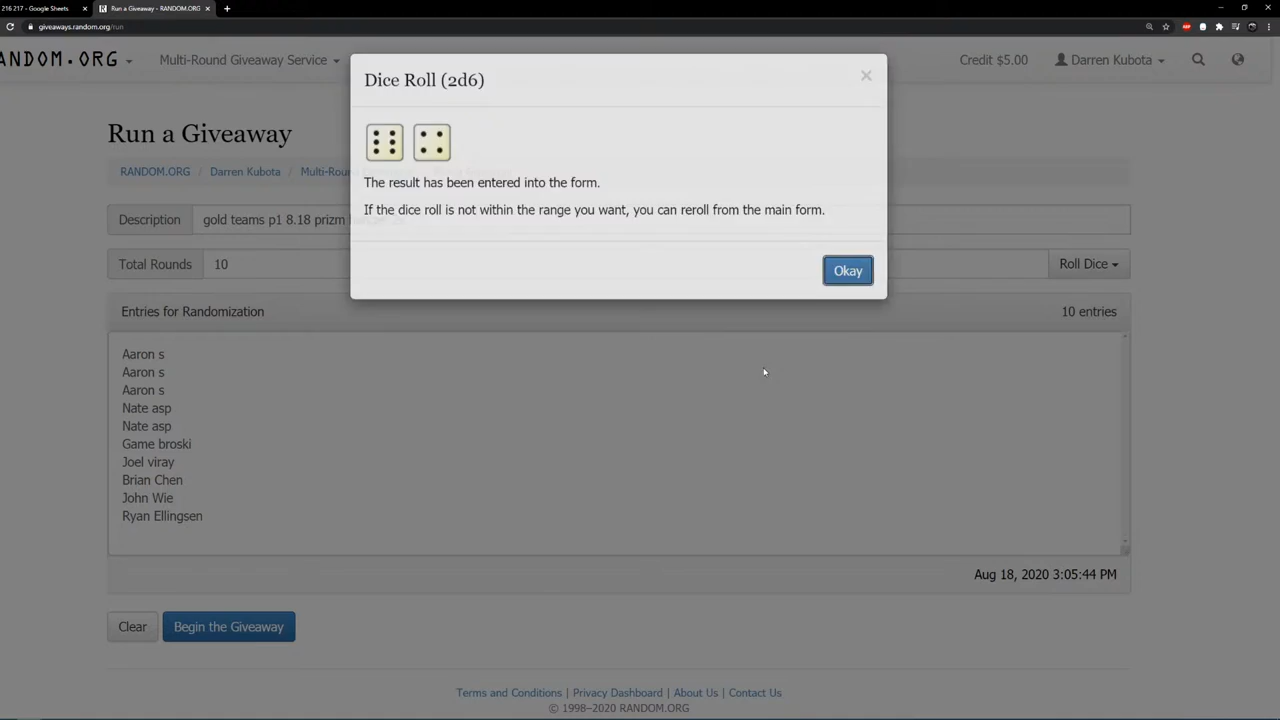 216 217 - Google Sheets
Run a Giveaway - RANDOM.ORG
giveaways.random.org/run
ANDOM.ORG
Multi-Round Giveaway Service
Credit $5.00
Darren Kubota
Dice Roll (2d6)
The result has been entered into the form.
If the dice roll is not within the range you want, you can reroll from the main form.
Okay
Run a Giveaway
RANDOM.ORG
Darren Kubota
Description
gold teams p1 8.18 prizm
Total Rounds
10
Roll Dice
Entries for Randomization
10 entries
Aaron s
Aaron s
Aaron s
Nate asp
Nate asp
Game broski
Joel viray
Brian Chen
John Wie
Ryan Ellingsen
Aug 18, 2020 3:05:44 PM
Clear
Begin the Giveaway
Terms and Conditions | Privacy Dashboard | About Us | Contact Us
© 1998–2020 RANDOM.ORG